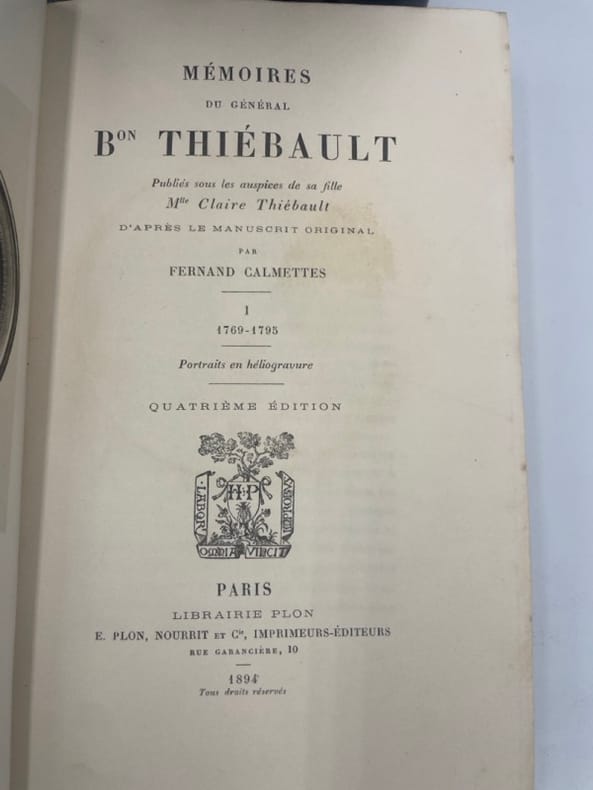 MÉMOIRES
DU GÉNÉRAL
BON THIÉBAULT
Publiés sous les auspices de sa fille
Mlle Claire Thiébault
D'APRÈS LE MANUSCRIT ORIGINAL
PAR
FERNAND CALMETTES
I
1769-1795
Portraits en héliogravure
QUATRIÈME ÉDITION
H·P
LABOR IMPROBVS
OMNIA VINCIT
PARIS
LIBRAIRIE PLON
E. PLON, NOURRIT ET Cie, IMPRIMEURS-ÉDITEURS
RUE GARANCIÈRE, 10
1894
Tous droits réservés